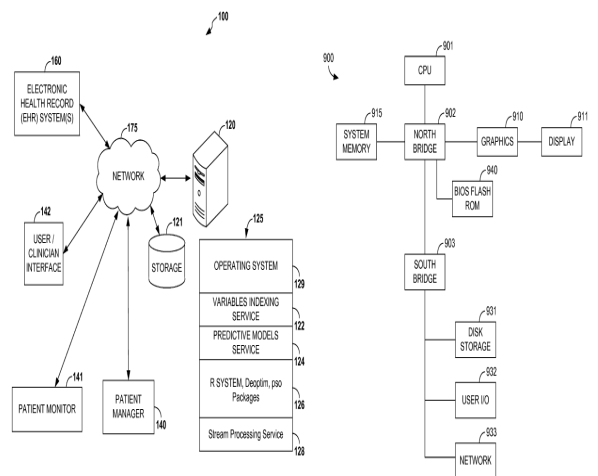 100
160
ELECTRONIC
HEALTH RECORD
(EHR) SYSTEM(S)
175
NETWORK
120
142
USER /
CLINICIAN
INTERFACE
121
STORAGE
125
OPERATING SYSTEM
129
VARIABLES INDEXING
SERVICE
122
PREDICTIVE MODELS
SERVICE
124
R SYSTEM, Deoptim, pso
Packages
126
Stream Processing Service
128
141
PATIENT MONITOR
PATIENT
MANAGER
140
900
901
CPU
915
SYSTEM
MEMORY
902
NORTH
BRIDGE
910
GRAPHICS
911
DISPLAY
940
BIOS FLASH
ROM
903
SOUTH
BRIDGE
931
DISK
STORAGE
932
USER I/O
933
NETWORK